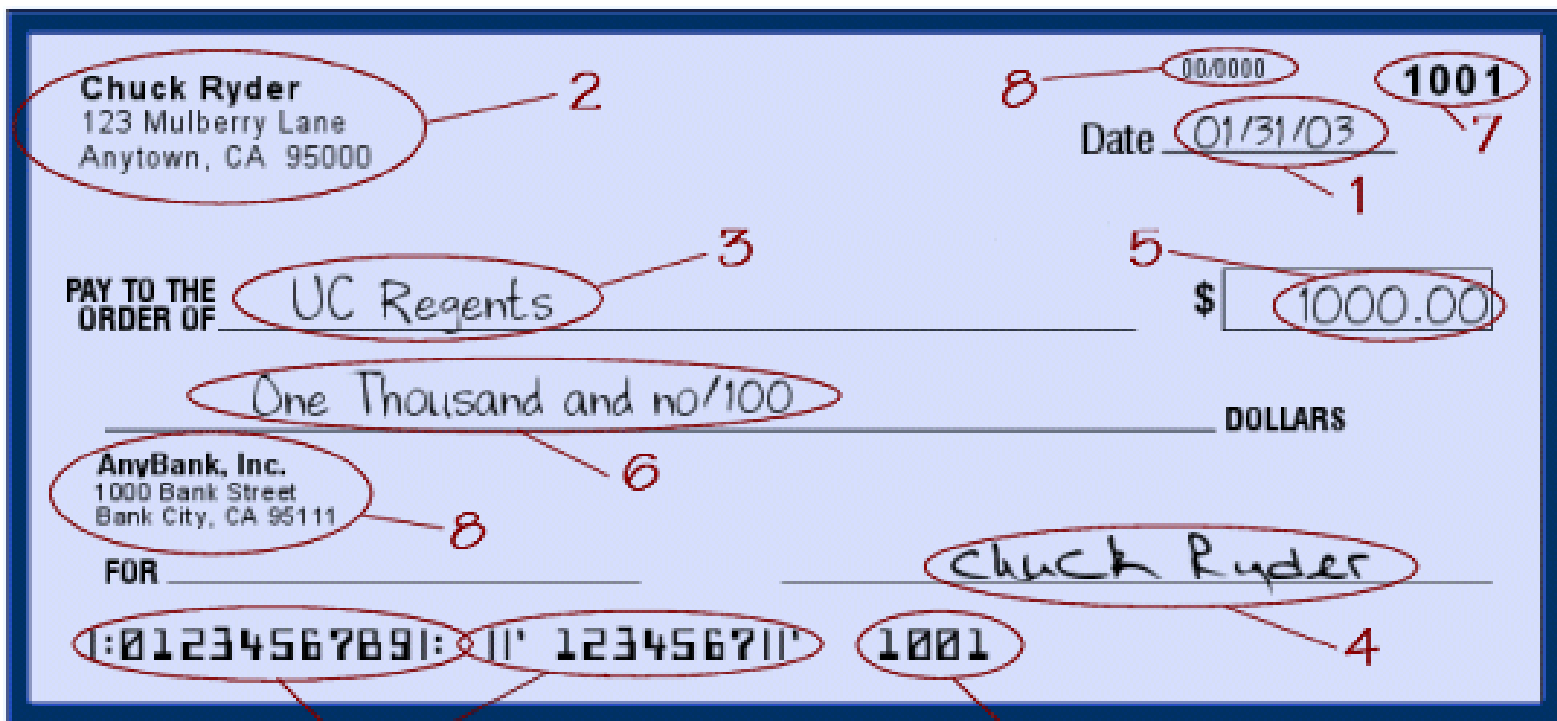 Chuck Ryder
123 Mulberry Lane
Anytown, CA 95000
2
8
00/0000
1001
7
Date 01/31/03
1
3
5
PAY TO THE
ORDER OF UC Regents
$ 1000.00
One Thousand and no/100
DOLLARS
6
AnyBank, Inc.
1000 Bank Street
Bank City, CA 95111
8
FOR
Chuck Ryder
4
|:0123456789|: ||' 1234567||' 1001